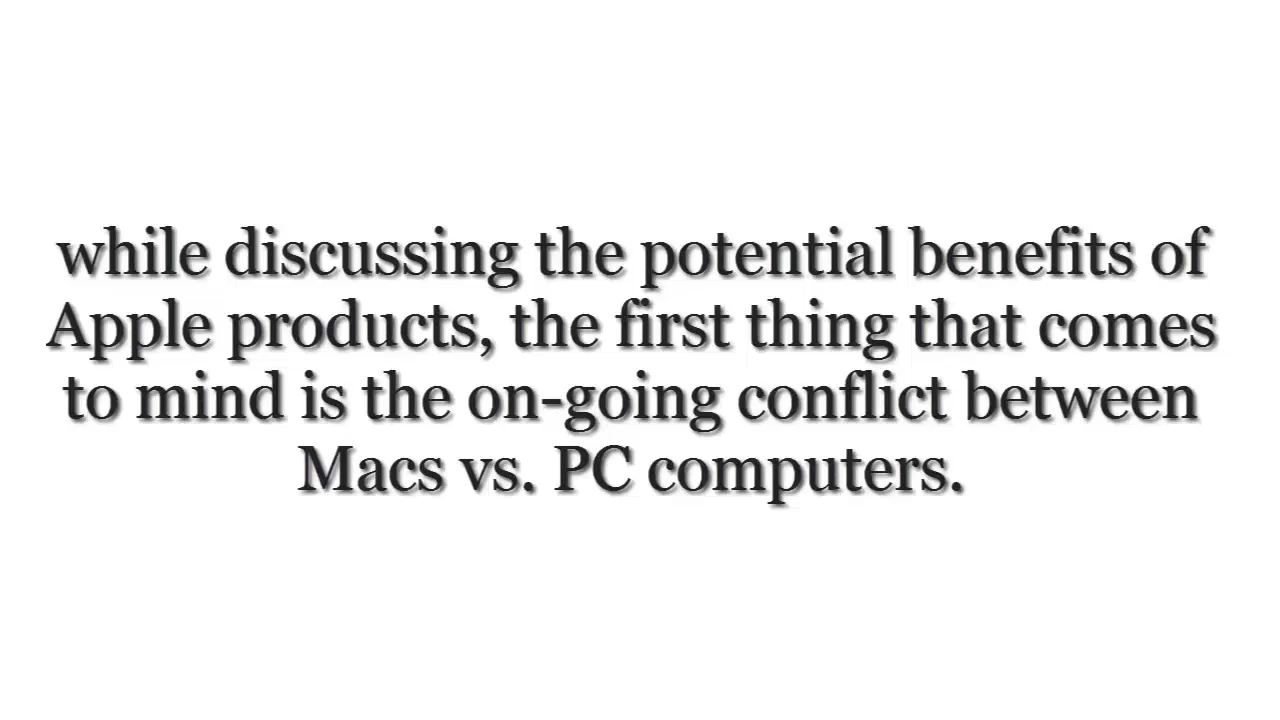 while discussing the potential benefits of
Apple products, the first thing that comes
to mind is the on-going conflict between
Macs vs. PC computers.